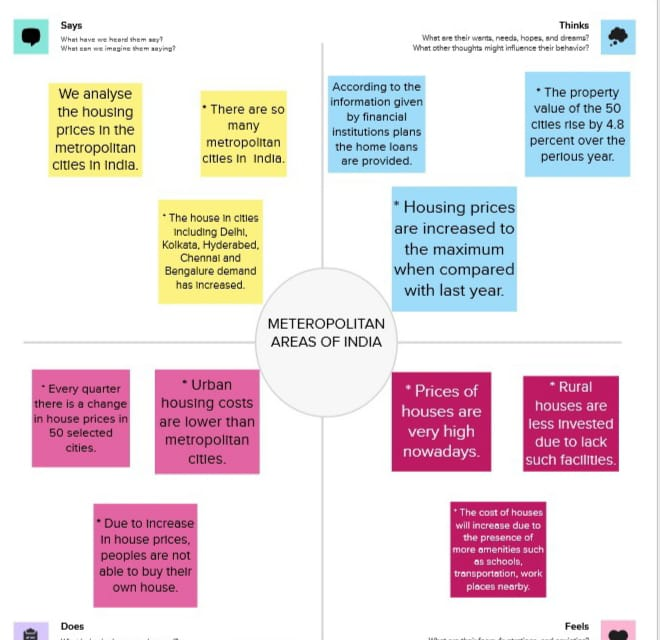 Says
What have we heard them say?
What can we imagine them saying?
Thinks
What are their wants, needs, hopes, and dreams?
What other thoughts might influence their behavior?
We analyse
the housing
prices in the
metropolitan
cities in India.
* There are so
many
metropolitan
cities in India.
* The house in cities
including Delhi,
Kolkata, Hyderabed,
Chennai and
Bengalure demand
has increased.
According to the
information given
by financial
institutions plans
the home loans
are provided.
* The property
value of the 50
cities rise by 4.8
percent over the
perious year.
* Housing prices
are increased to
the maximum
when compared
with last year.
METEROPOLITAN
AREAS OF INDIA
* Every quarter
there is a change
in house prices in
50 selected
cities.
* Urban
housing costs
are lower than
metropolitan
cities.
* Due to increase
in house prices,
peoples are not
able to buy their
own house.
* Prices of
houses are
very high
nowadays.
* Rural
houses are
less invested
due to lack
such facilities.
* The cost of houses
will increase due to
the presence of
more amenities such
as schools,
transportation, work
places nearby.
Does
Feels